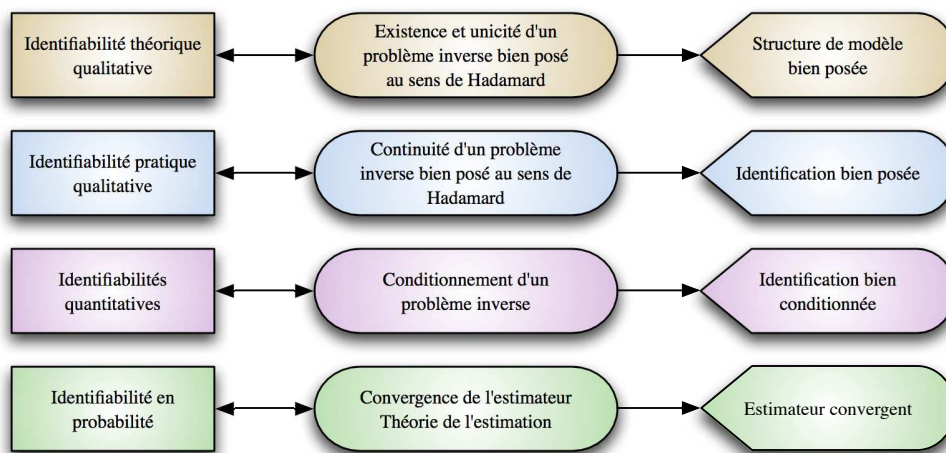 Identifiabilité théorique
qualitative
Existence et unicité d'un
problème inverse bien posé
au sens de Hadamard
Structure de modèle
bien posée
Identifiabilité pratique
qualitative
Continuité d'un problème
inverse bien posé au sens de
Hadamard
Identification bien posée
Identifiabilités
quantitatives
Conditionnement d'un
problème inverse
Identification bien
conditionnée
Identifiabilité en
probabilité
Convergence de l'estimateur
Théorie de l'estimation
Estimateur convergent